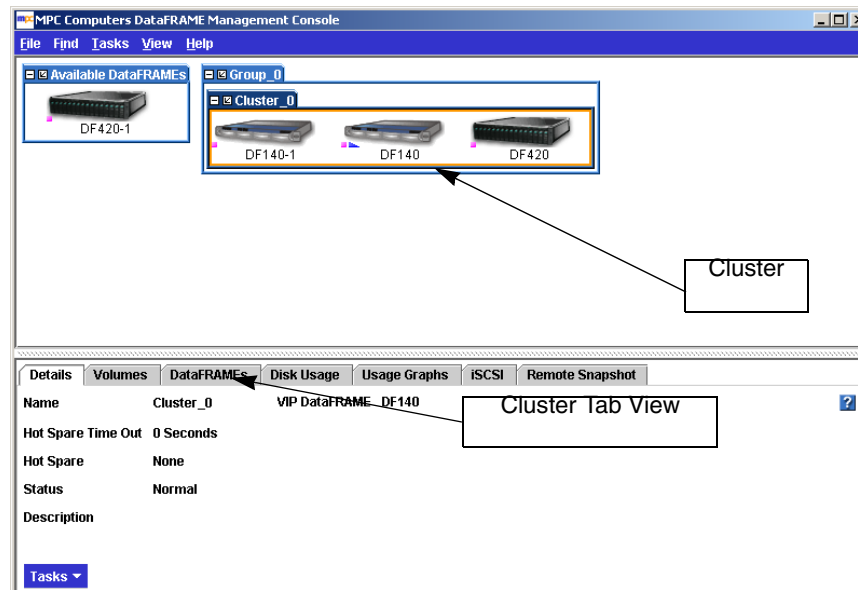 mpc MPC Computers DataFRAME Management Console
File Find Tasks View Help
Available DataFRAMEs
DF420-1
Group_0
Cluster_0
DF140-1 DF140 DF420
Cluster
Details Volumes DataFRAMEs Disk Usage Usage Graphs iSCSI Remote Snapshot
Name Cluster_0 VIP DataFRAME DF140
Cluster Tab View
?
Hot Spare Time Out 0 Seconds
Hot Spare None
Status Normal
Description
Tasks